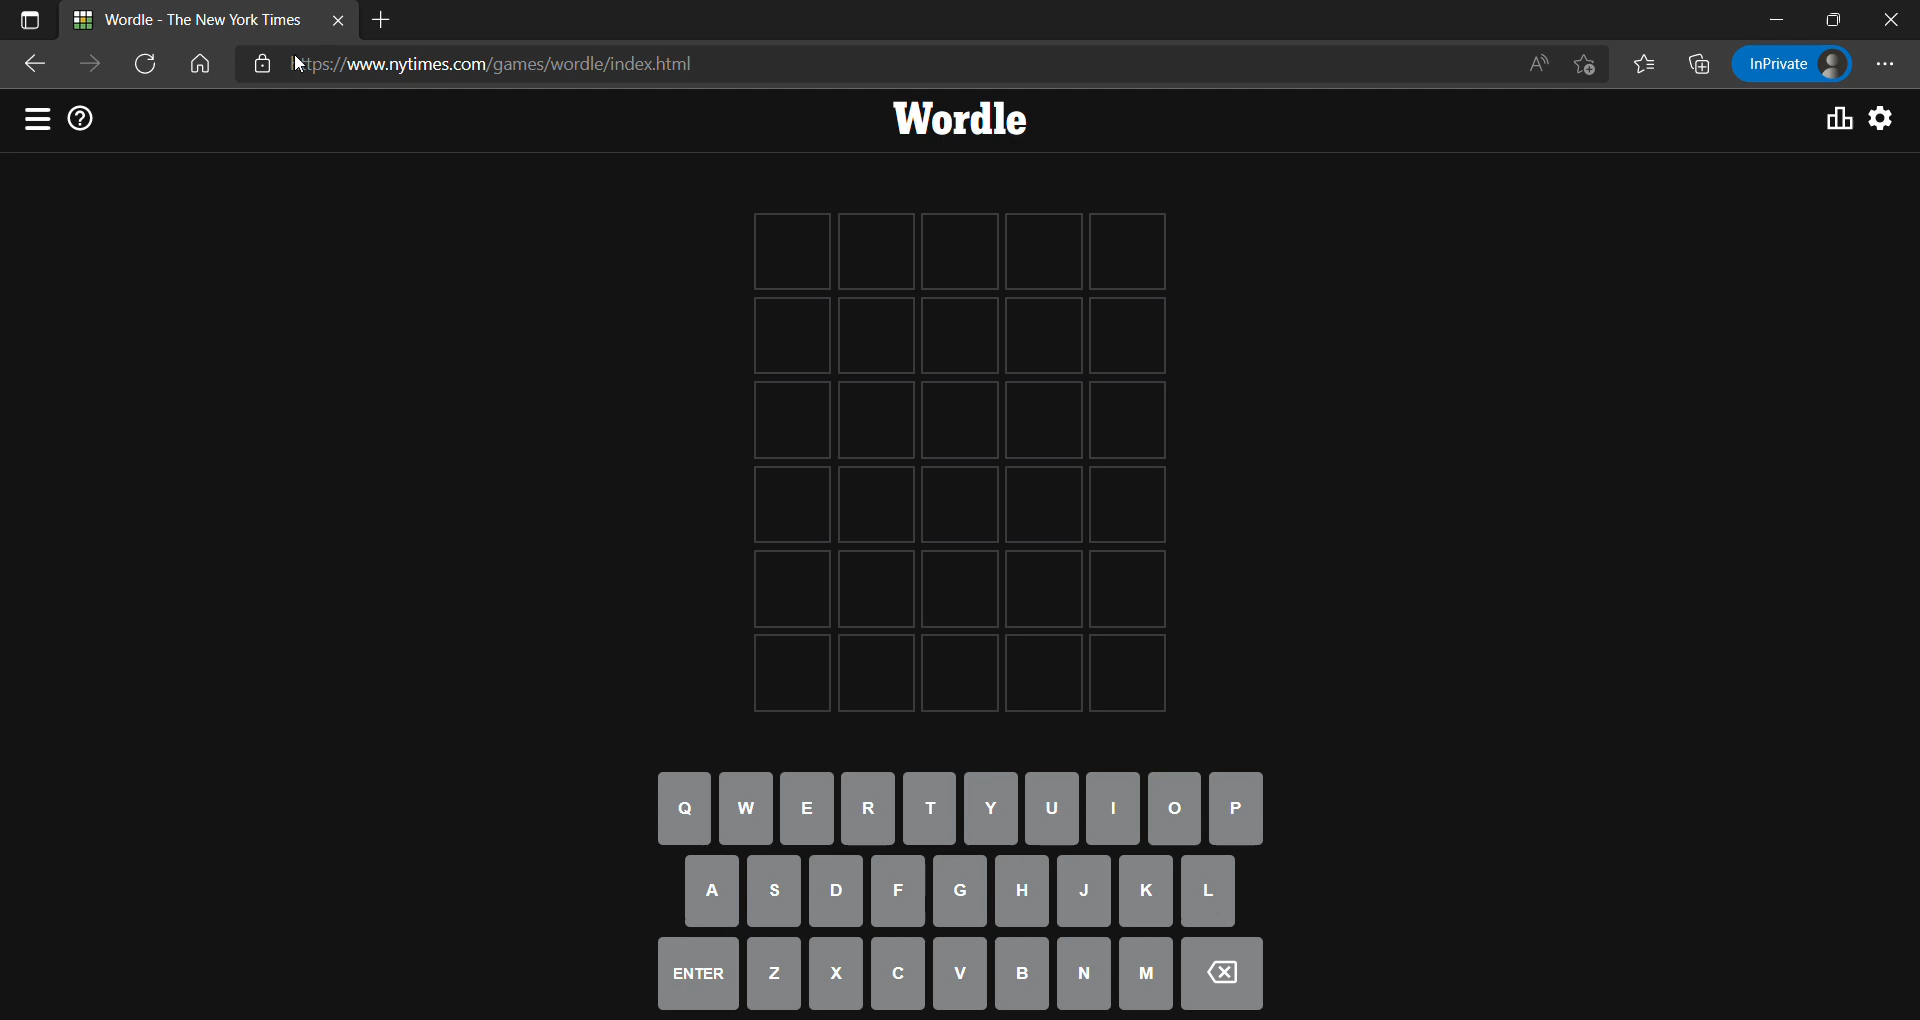 Wordle - The New York Times
https://www.nytimes.com/games/wordle/index.html
InPrivate
Wordle
Q W E R T Y U I O P
A S D F G H J K L
ENTER Z X C V B N M